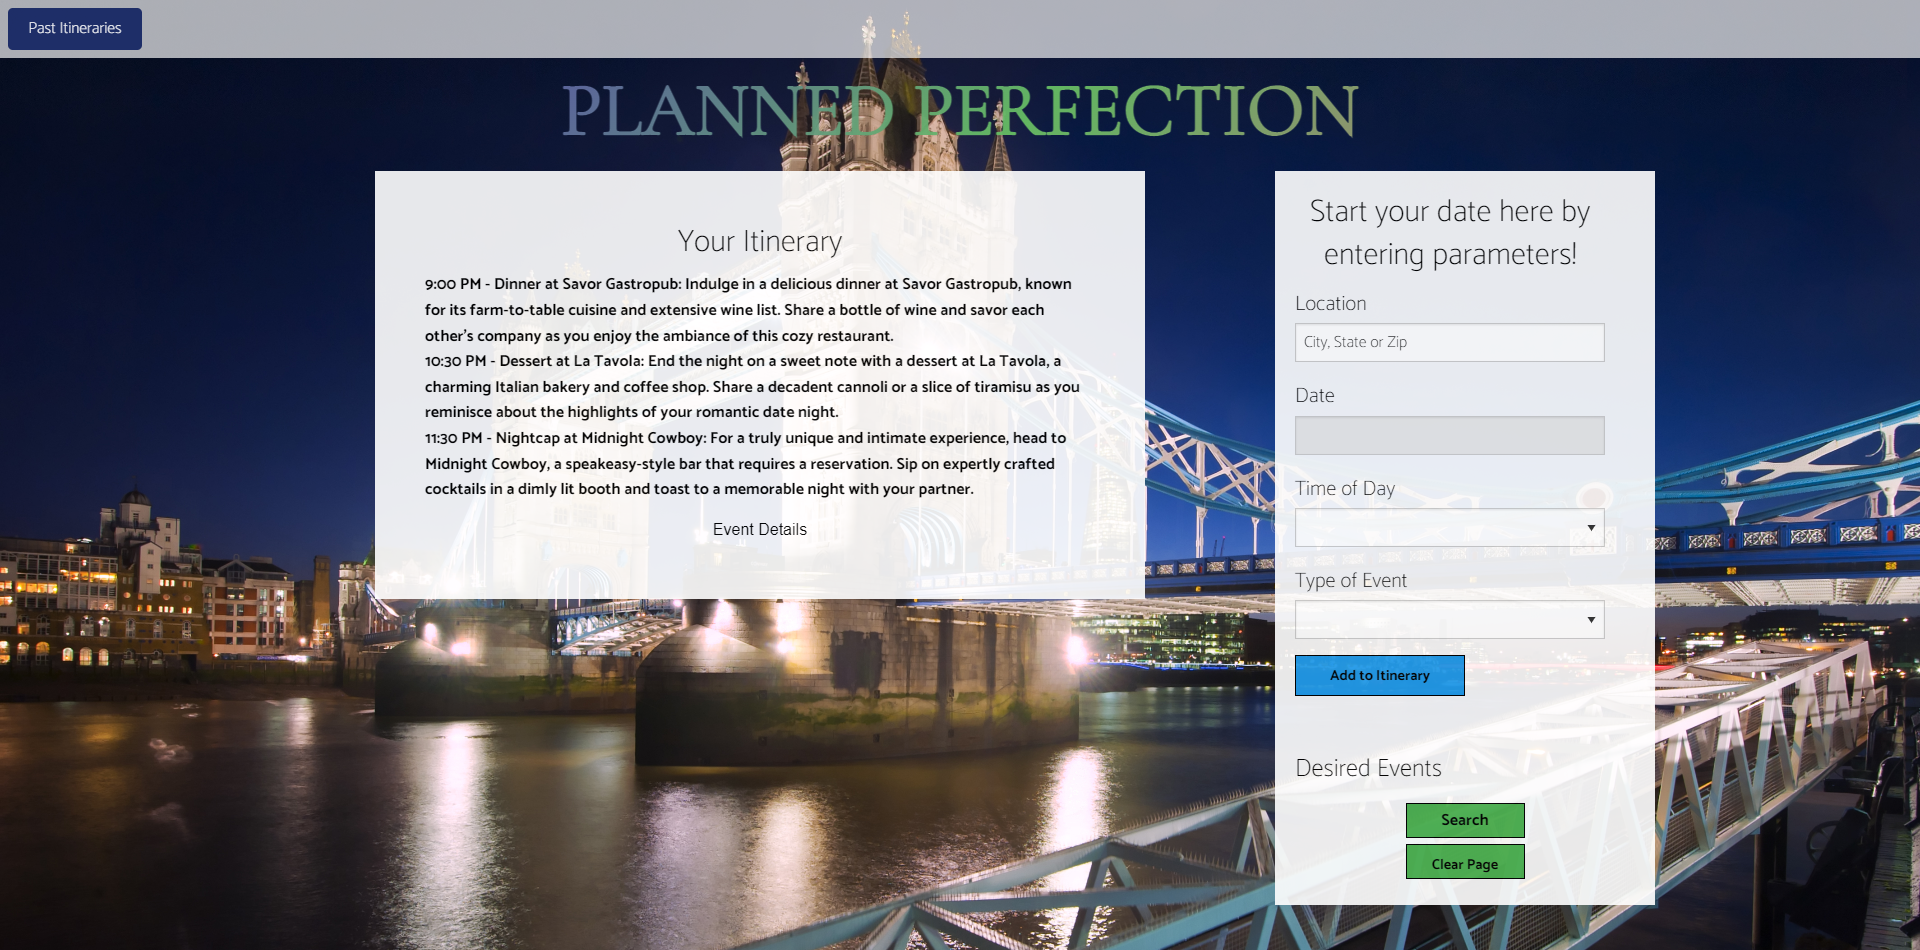 Past Itineraries
PLANNED PERFECTION
Your Itinerary
9:00 PM - Dinner at Savor Gastropub: Indulge in a delicious dinner at Savor Gastropub, known
for its farm-to-table cuisine and extensive wine list. Share a bottle of wine and savor each
other's company as you enjoy the ambiance of this cozy restaurant.
10:30 PM - Dessert at La Tavola: End the night on a sweet note with a dessert at La Tavola, a
charming Italian bakery and coffee shop. Share a decadent cannoli or a slice of tiramisu as you
reminisce about the highlights of your romantic date night.
11:30 PM - Nightcap at Midnight Cowboy: For a truly unique and intimate experience, head to
Midnight Cowboy, a speakeasy-style bar that requires a reservation. Sip on expertly crafted
cocktails in a dimly lit booth and toast to a memorable night with your partner.
Event Details
Start your date here by
entering parameters!
Location
City, State or Zip
Date
Time of Day
Type of Event
Add to Itinerary
Desired Events
Search
Clear Page